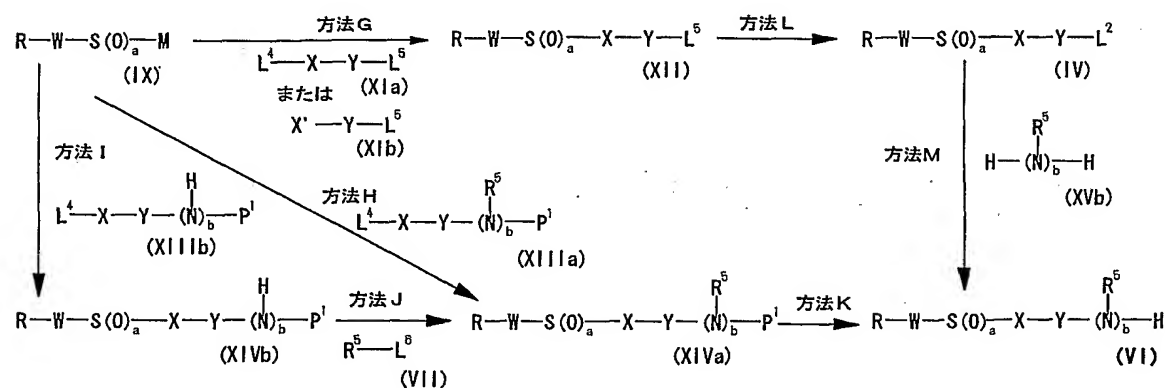 R—W—S(O)a—M
(IX)
方法G
L⁴—X—Y—L⁵
(XIa)
または
X'—Y—L⁵
(XIb)
R—W—S(O)a—X—Y—L⁵
(XII)
方法L
R—W—S(O)a—X—Y—L²
(IV)
方法I
L⁴—X—Y—(N)b—P¹
H
(XIIIb)
方法H
L⁴—X—Y—(N)b—P¹
R⁵
(XIIIa)
方法M
R⁵
H—(N)b—H
(XVb)
H
R—W—S(O)a—X—Y—(N)b—P¹
(XIVb)
方法J
R⁵—L⁶
(VII)
R⁵
R—W—S(O)a—X—Y—(N)b—P¹
(XIVa)
方法K
R⁵
R—W—S(O)a—X—Y—(N)b—H
(VI)